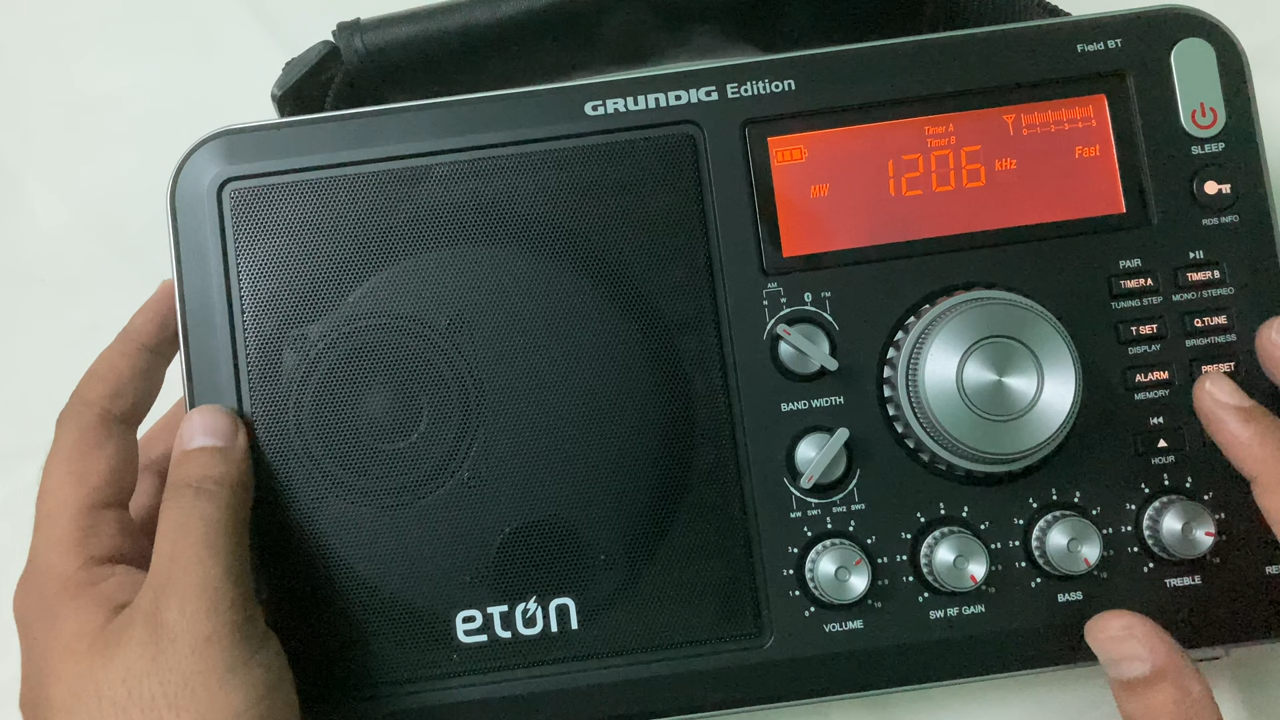 Field BT
GRUNDIG Edition
Timer A
Timer B
0-1-2-3-4-5
MW
1206 kHz
Fast
SLEEP
RDS INFO
PAIR
TIMER A
TIMER B
TUNING STEP
MONO / STEREO
T SET
Q.TUNE
DISPLAY
BRIGHTNESS
ALARM
PRESET
MEMORY
HOUR
AM
N W FM
BAND WIDTH
MW SW1 SW2 SW3
VOLUME
SW RF GAIN
BASS
TREBLE
etón